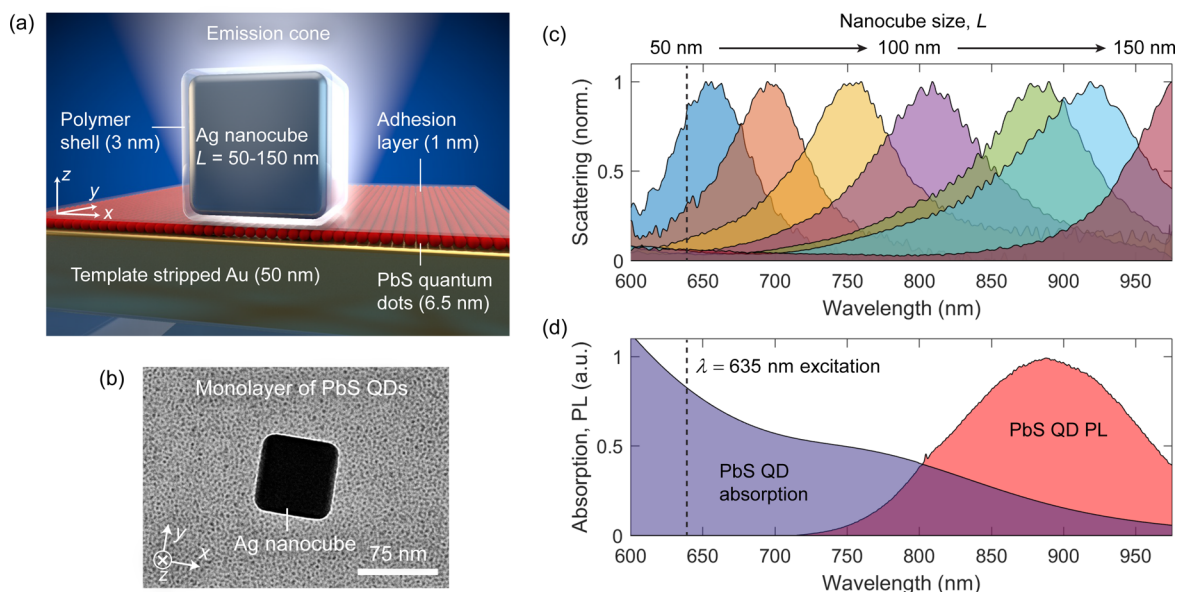 (a)
Emission cone
Polymer
shell (3 nm)
Ag nanocube
L = 50-150 nm
Adhesion
layer (1 nm)
z
y
x
Template stripped Au (50 nm)
PbS quantum
dots (6.5 nm)
(b)
Monolayer of PbS QDs
Ag nanocube
y
x
z
75 nm
(c)
Nanocube size, L
50 nm
100 nm
150 nm
Scattering (norm.)
1
0.5
0
600 650 700 750 800 850 900 950
Wavelength (nm)
(d)
Absorption, PL (a.u.)
1
0.5
0
λ = 635 nm excitation
PbS QD PL
PbS QD
absorption
600 650 700 750 800 850 900 950
Wavelength (nm)